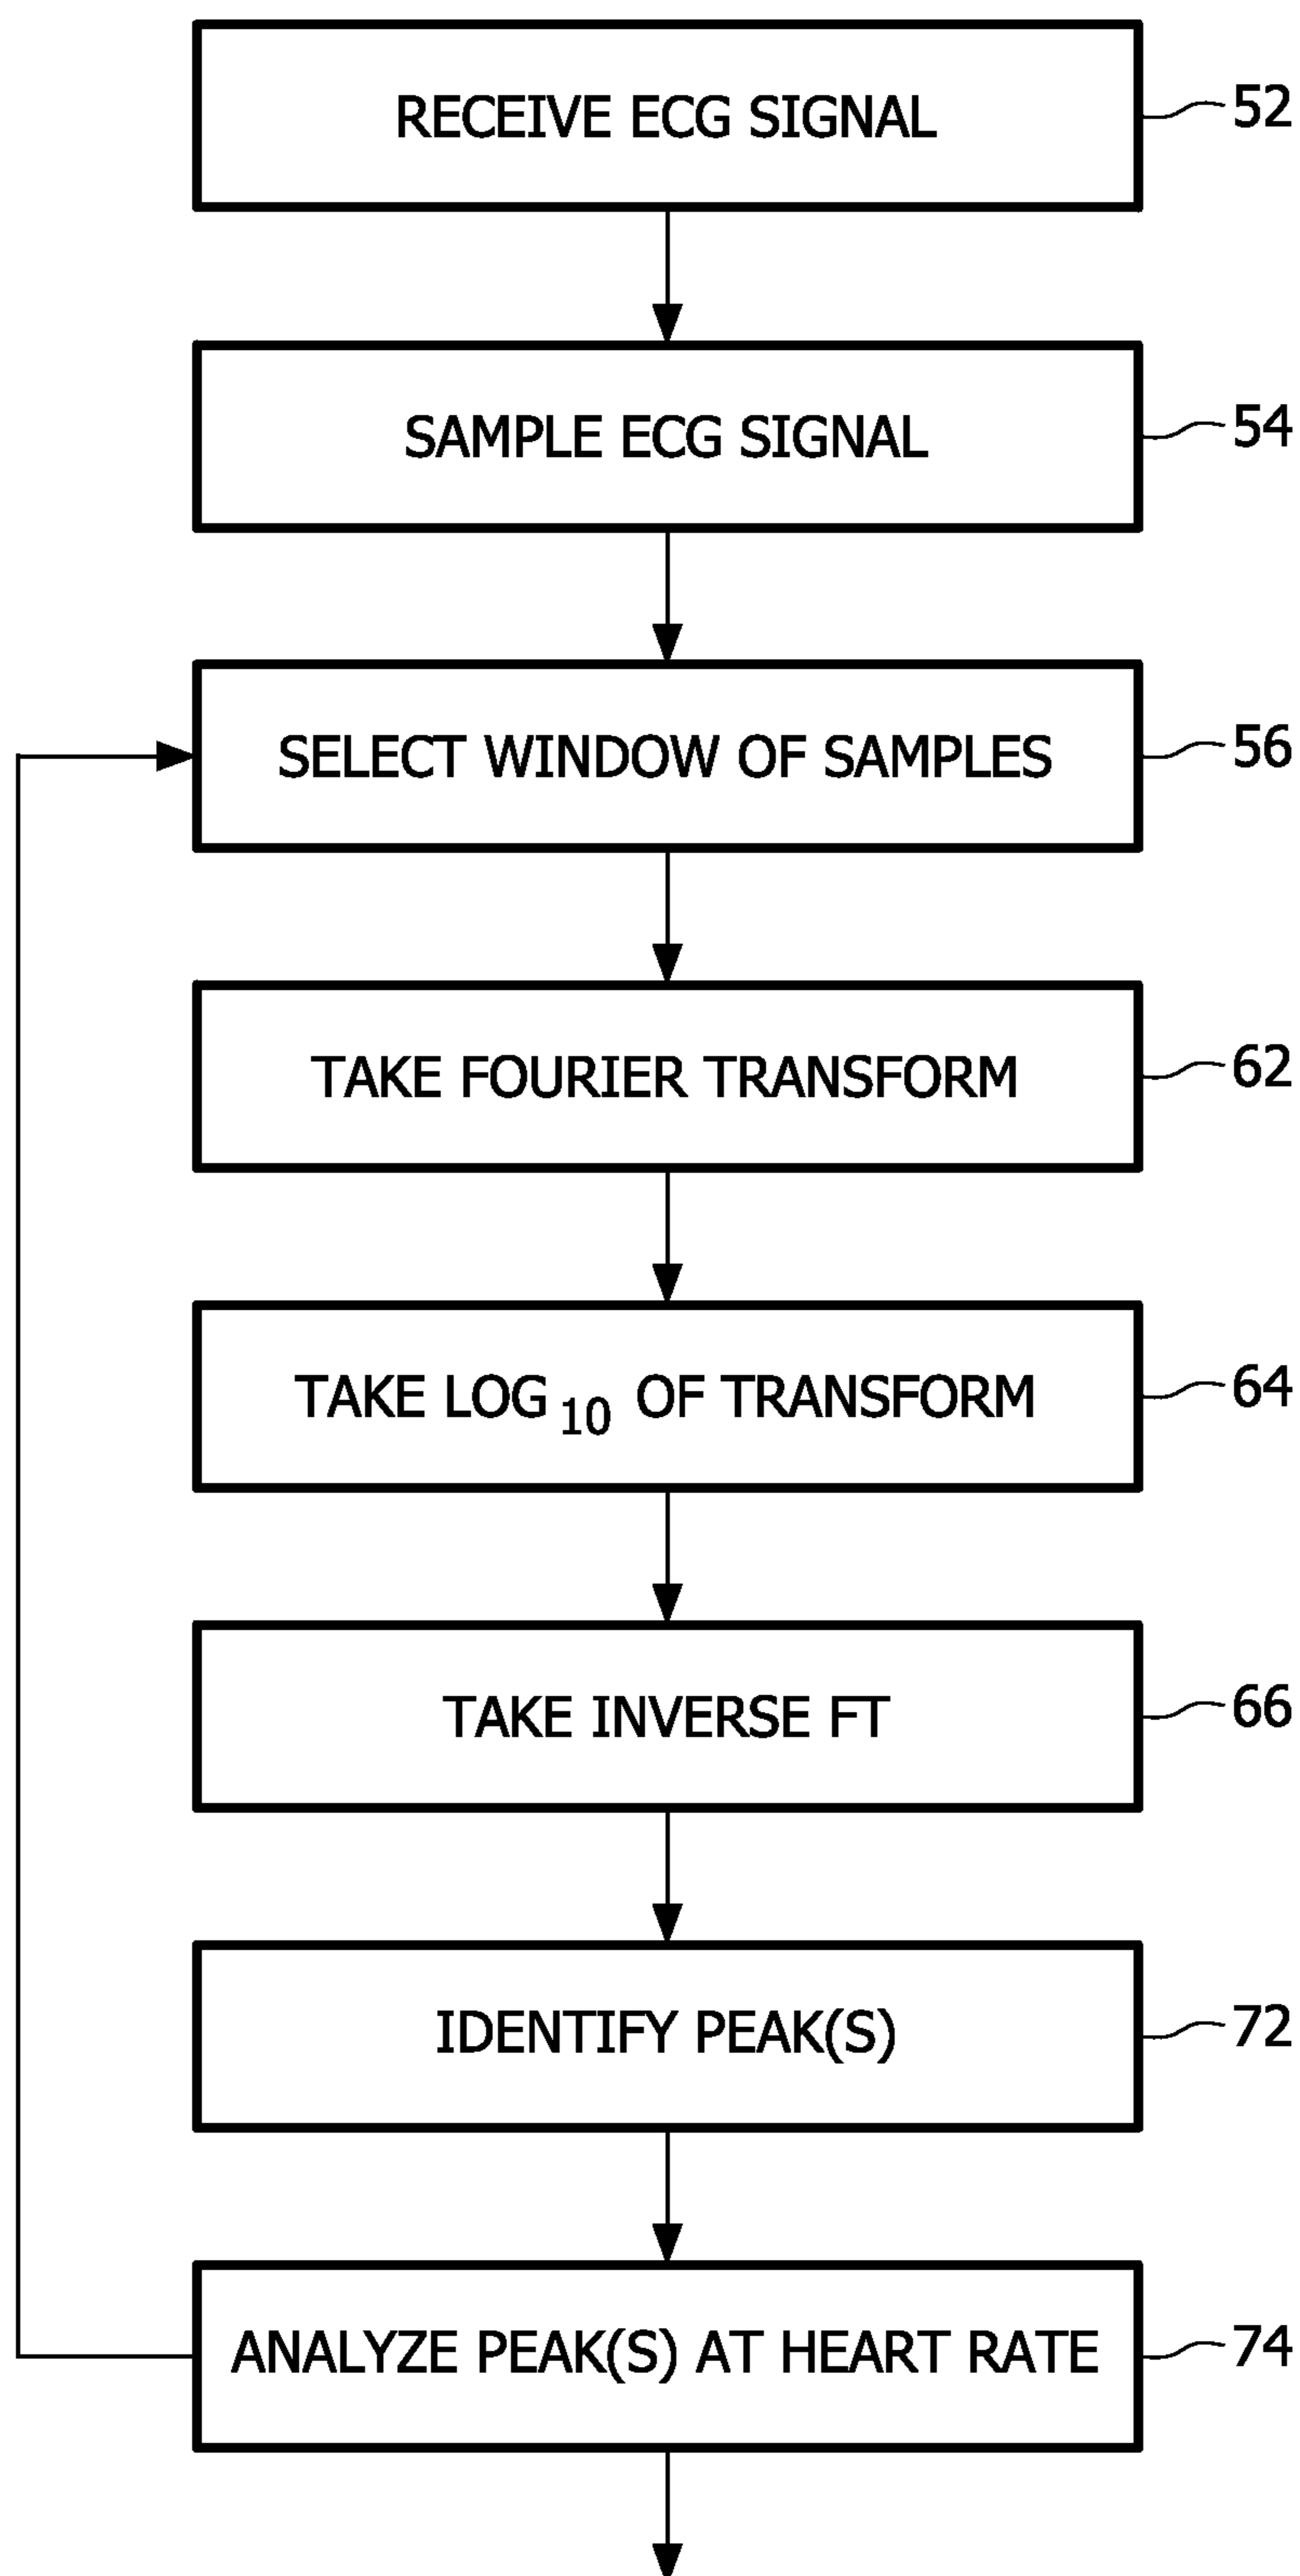 RECEIVE ECG SIGNAL
52
SAMPLE ECG SIGNAL
54
SELECT WINDOW OF SAMPLES
56
TAKE FOURIER TRANSFORM
62
TAKE LOG 10 OF TRANSFORM
64
TAKE INVERSE FT
66
IDENTIFY PEAK(S)
72
ANALYZE PEAK(S) AT HEART RATE
74